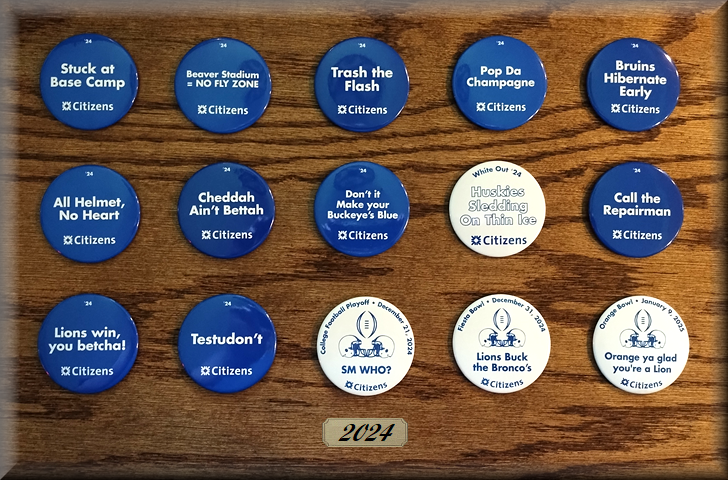 '24
Stuck at
Base Camp
Citizens
'24
Beaver Stadium
= NO FLY ZONE
Citizens
'24
Trash the
Flash
Citizens
'24
Pop Da
Champagne
Citizens
'24
Bruins
Hibernate
Early
Citizens
'24
All Helmet,
No Heart
Citizens
'24
Cheddah
Ain't Bettah
Citizens
'24
Don't it
Make your
Buckeye's Blue
Citizens
White Out '24
Huskies
Sledding
On Thin Ice
Citizens
'24
Call the
Repairman
Citizens
'24
Lions win,
you betcha!
Citizens
'24
Testudon't
Citizens
College Football Playoff • December 21, 2024
SM WHO?
Citizens
Fiesta Bowl • December 31, 2024
Lions Buck
the Bronco's
Citizens
Orange Bowl • January 9, 2025
Orange ya glad
you're a Lion
Citizens
2024